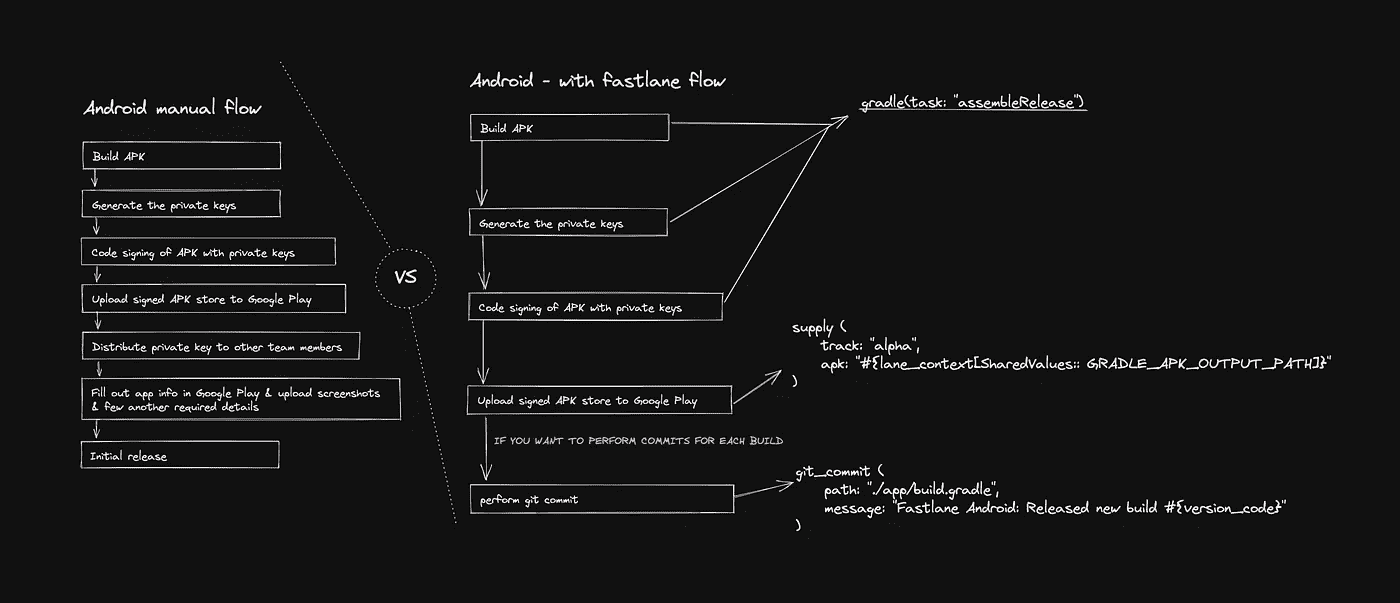 Android manual flow
Build APK
Generate the private keys
Code signing of APK with private keys
Upload signed APK store to Google Play
Distribute private key to other team members
Fill out app info in Google Play & upload screenshots
& few another required details
Initial release
VS
Android - with fastlane flow
Build APK
Generate the private keys
Code signing of APK with private keys
Upload signed APK store to Google Play
IF YOU WANT TO PERFORM COMMITS FOR EACH BUILD
perform git commit
gradle(task: "assembleRelease")
supply (
track: "alpha",
apk: "#{lane_context[SharedValues:: GRADLE_APK_OUTPUT_PATH]}"
)
git_commit (
path: "./app/build.gradle",
message: "Fastlane Android: Released new build #{version_code}"
)